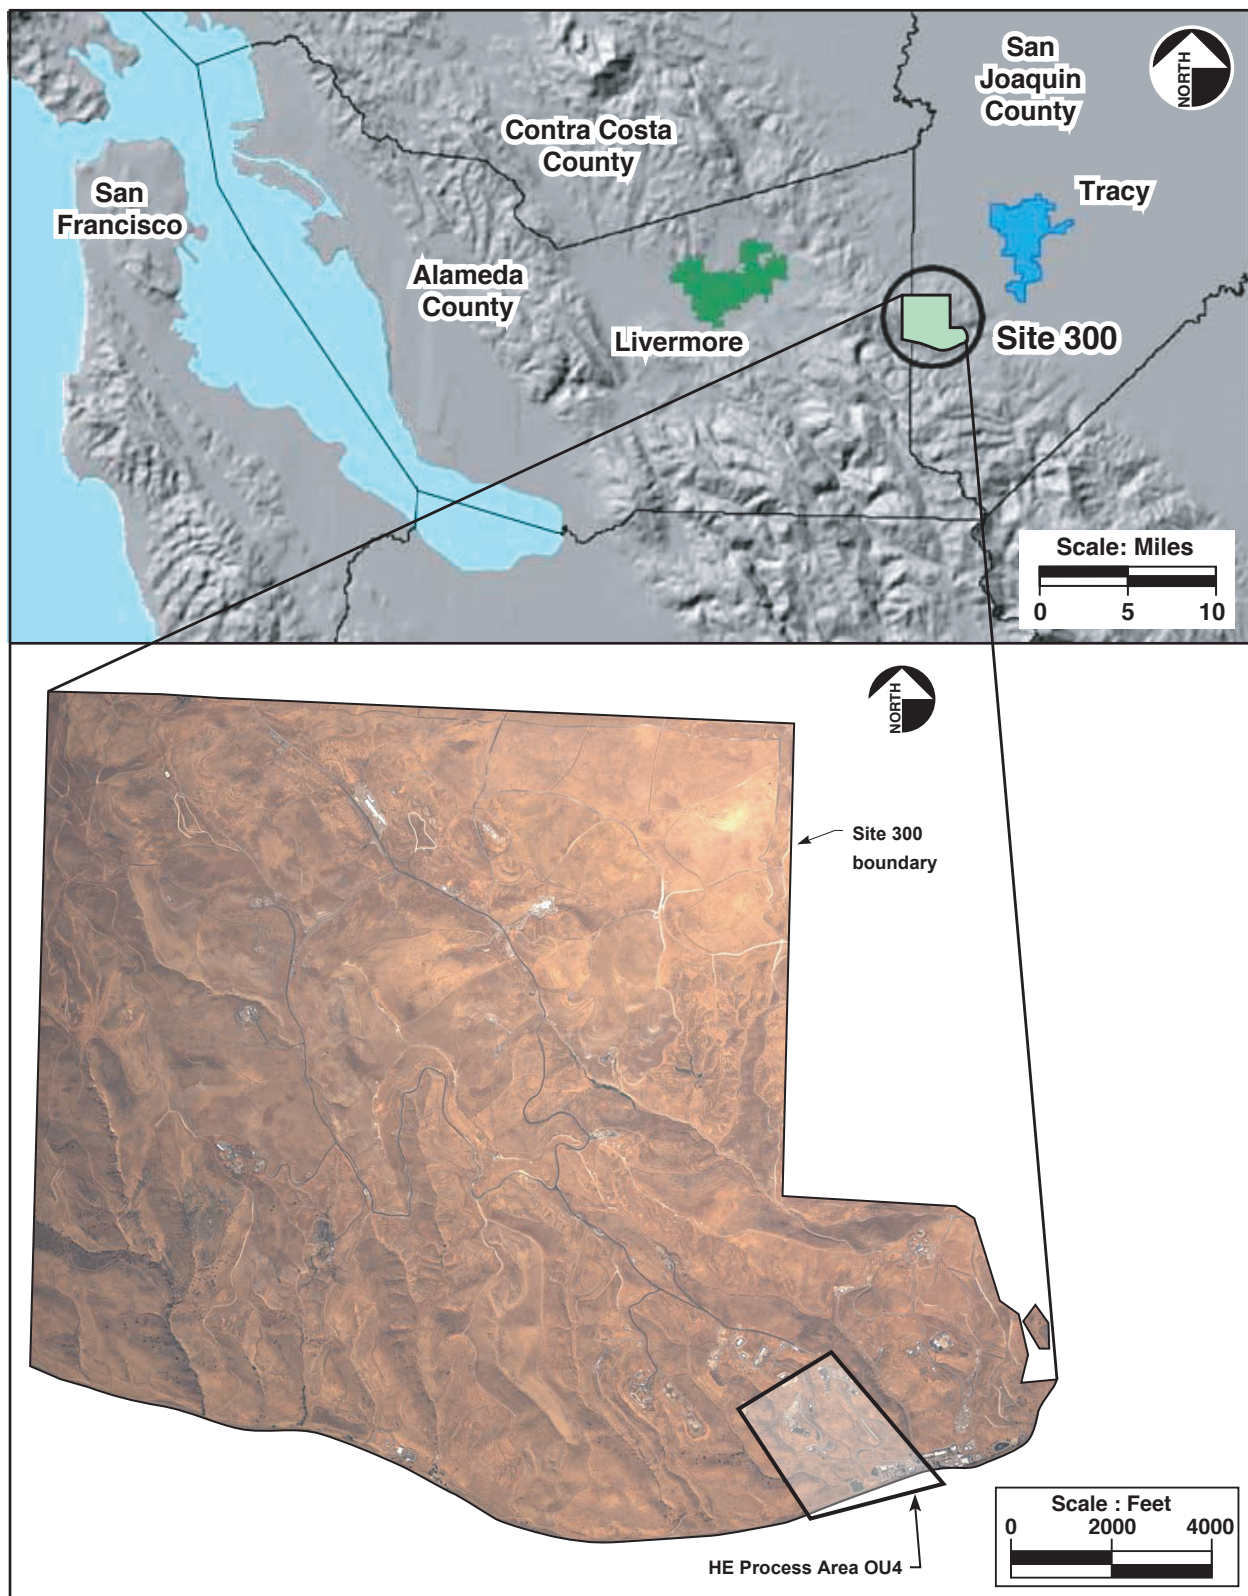 San
Joaquin
County
NORTH
Contra Costa
County
San
Francisco
Tracy
Alameda
County
Livermore
Site 300
Scale: Miles
0 5 10
NORTH
Site 300
boundary
Scale : Feet
0 2000 4000
HE Process Area OU4